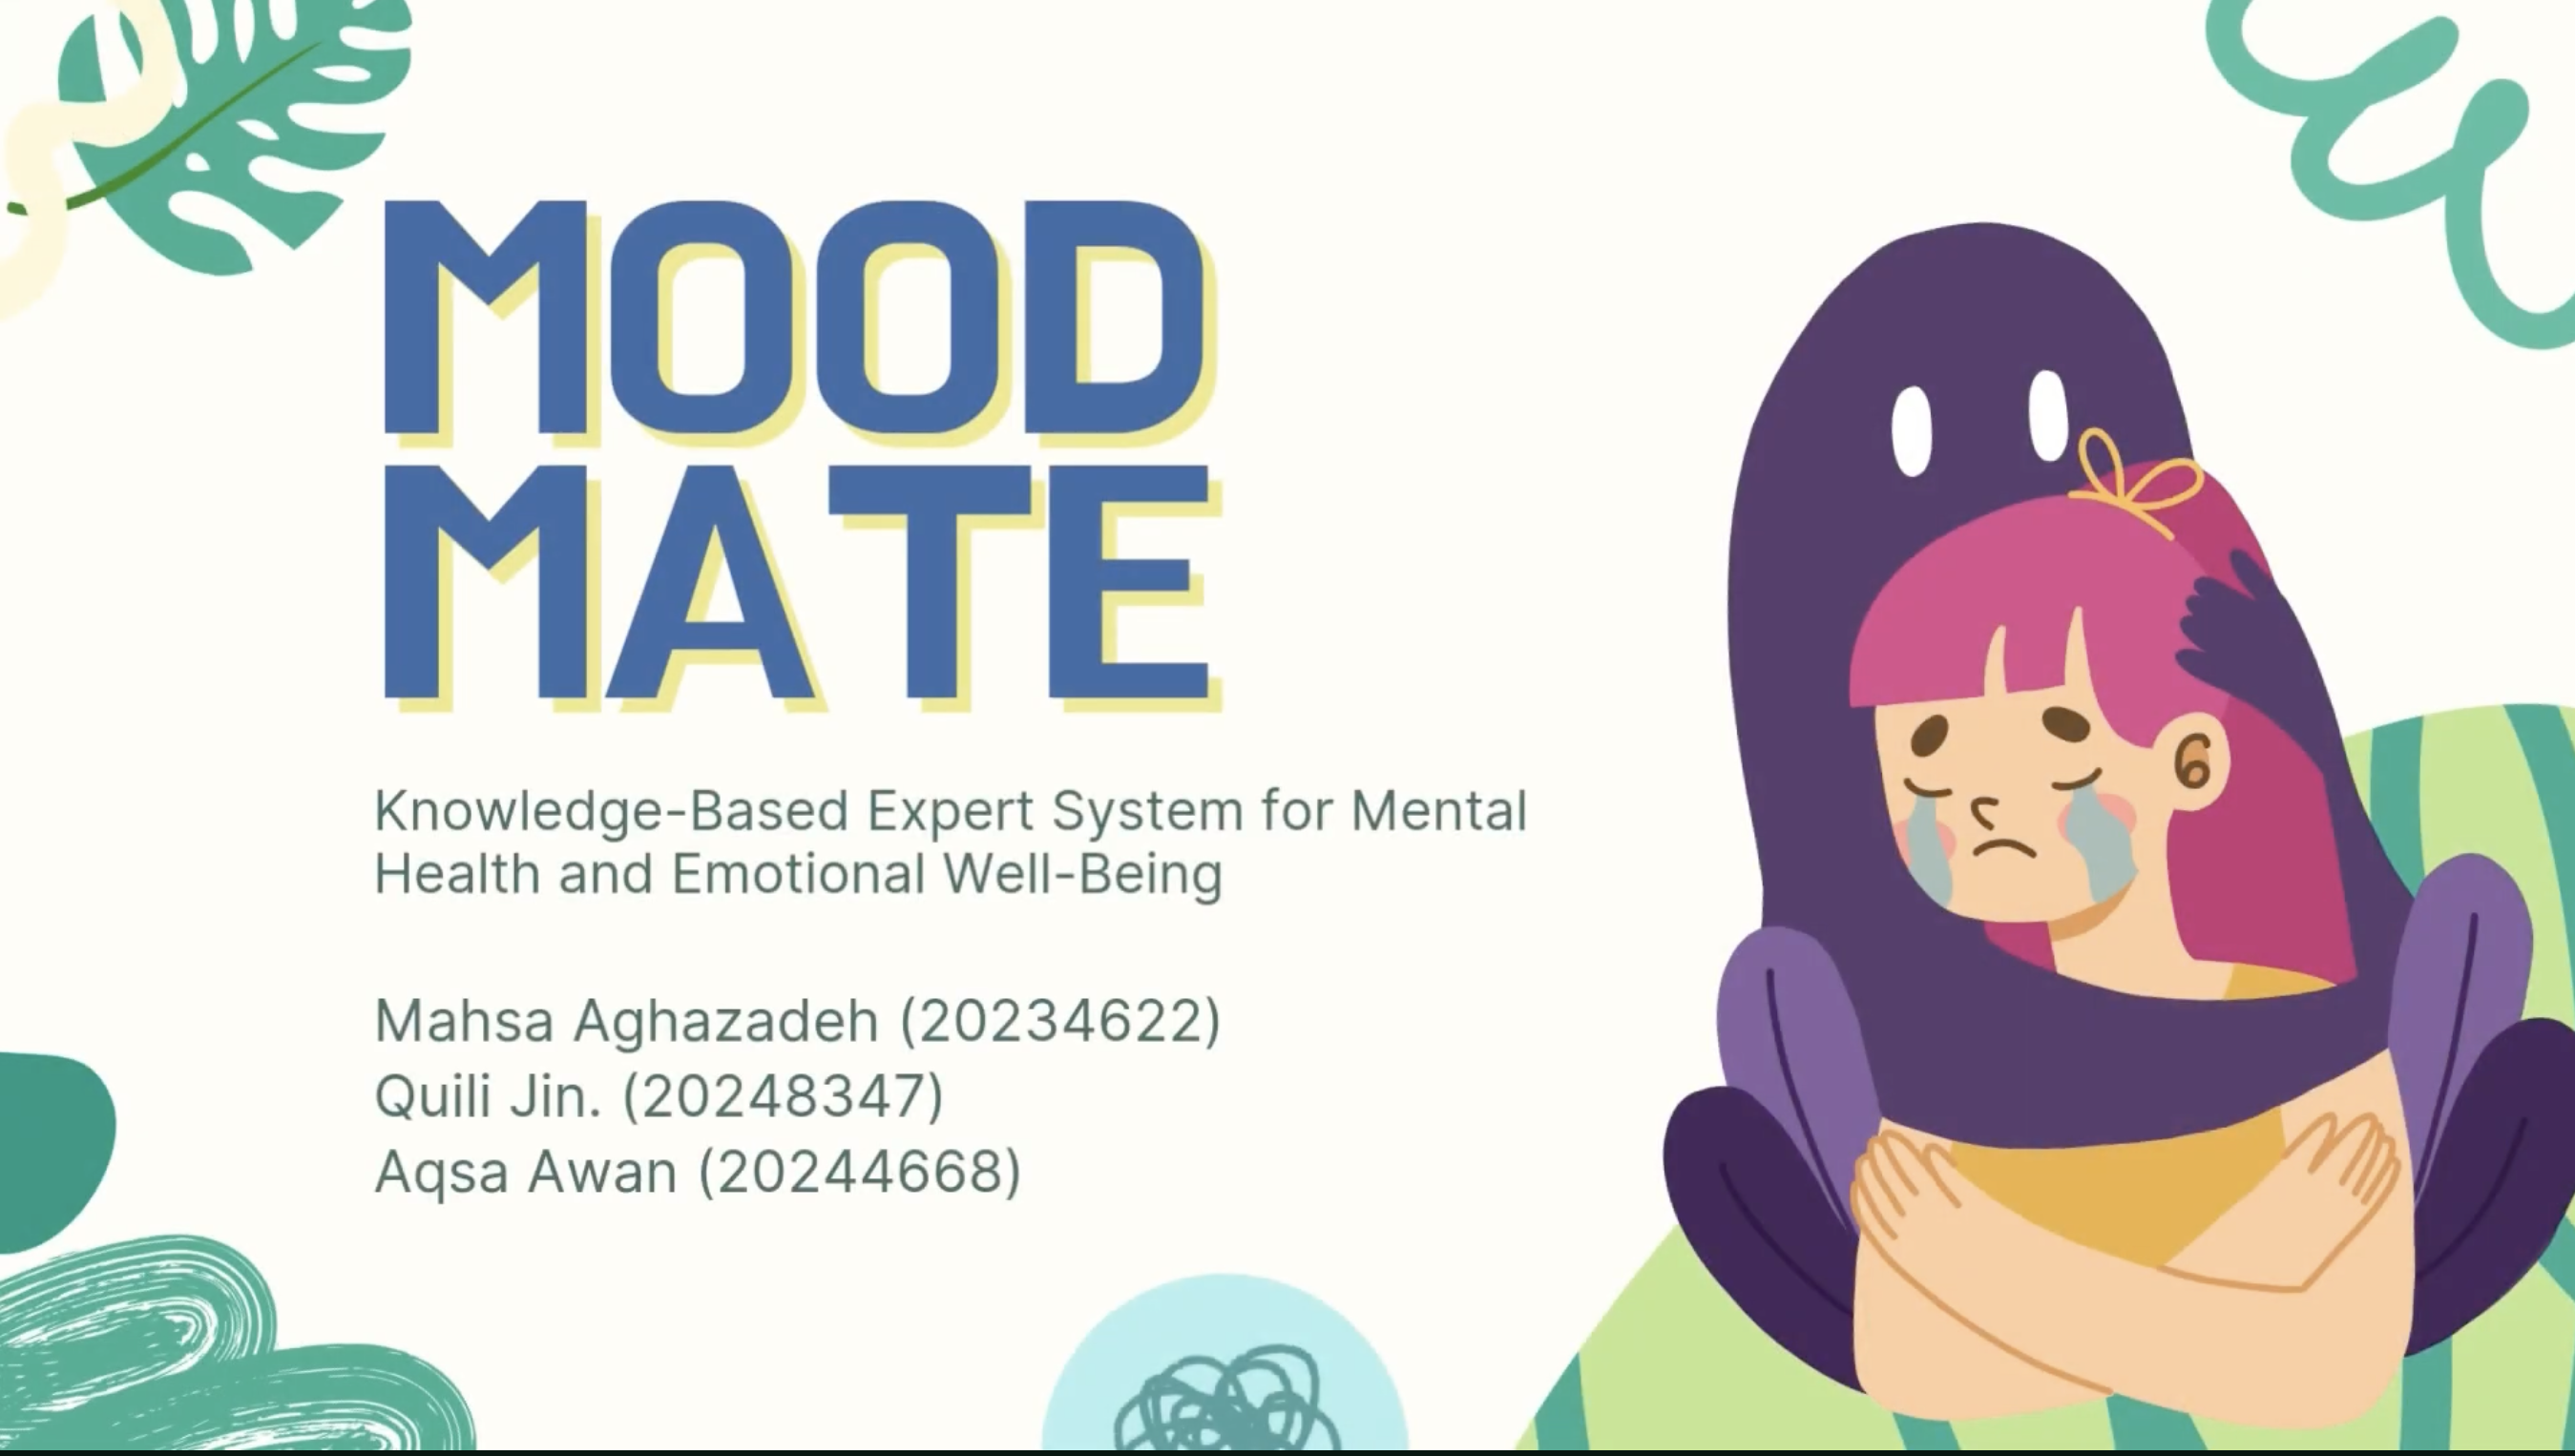 MOOD
MATE
Knowledge-Based Expert System for Mental
Health and Emotional Well-Being
Mahsa Aghazadeh (20234622)
Quili Jin. (20248347)
Aqsa Awan (20244668)